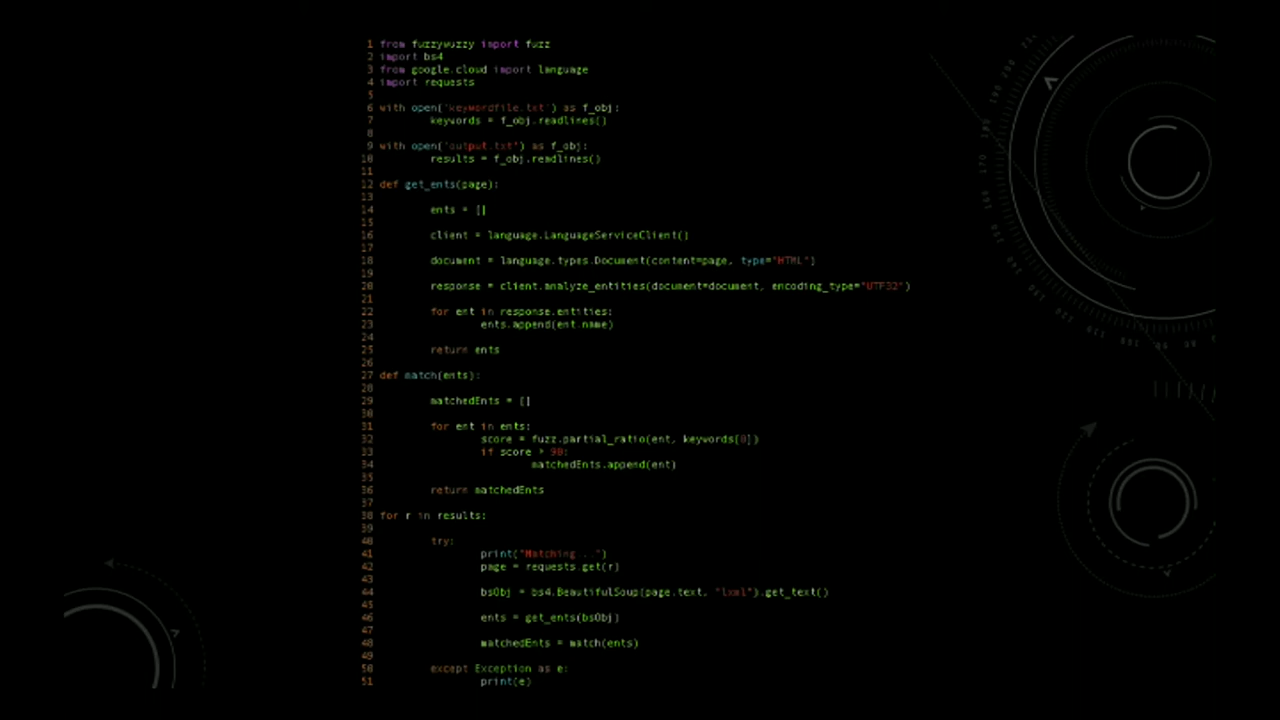 1 from fuzzywuzzy import fuzz
2 import bs4
3 from google.cloud import language
4 import requests
5
6 with open('keywordfile.txt') as f_obj:
7 keywords = f_obj.readlines()
8
9 with open('output.txt') as f_obj:
10 results = f_obj.readlines()
11
12 def get_ents(page):
13
14 ents = []
15
16 client = language.LanguageServiceClient()
17
18 document = language.types.Document(content=page, type="HTML")
19
20 response = client.analyze_entities(document=document, encoding_type="UTF32")
21
22 for ent in response.entities:
23 ents.append(ent.name)
24
25 return ents
26
27 def match(ents):
28
29 matchedEnts = []
30
31 for ent in ents:
32 score = fuzz.partial_ratio(ent, keywords[0])
33 if score > 90:
34 matchedEnts.append(ent)
35
36 return matchedEnts
37
38 for r in results:
39
40 try:
41 print("Matching...")
42 page = requests.get(r)
43
44 bsObj = bs4.BeautifulSoup(page.text, "lxml").get_text()
45
46 ents = get_ents(bsObj)
47
48 matchedEnts = match(ents)
49
50 except Exception as e:
51 print(e)